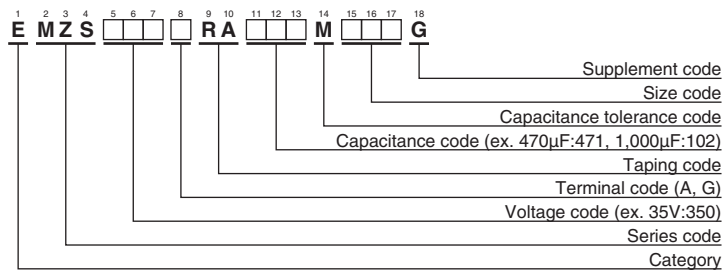 1 2 3 4 5 6 7 8 9 10 11 12 13 14 15 16 17 18
E M Z S □□□ □ R A □□□ M □□□ G
Supplement code
Size code
Capacitance tolerance code
Capacitance code (ex. 470µF:471, 1,000µF:102)
Taping code
Terminal code (A, G)
Voltage code (ex. 35V:350)
Series code
Category